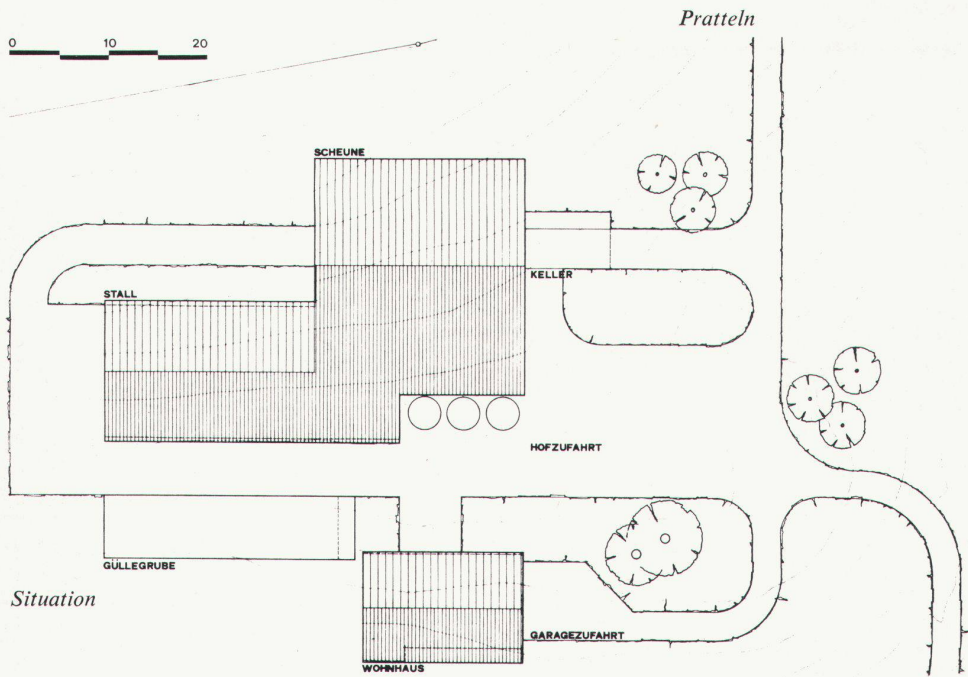 Pratteln
0 10 20
SCHEUNE
KELLER
STALL
HOFZUFAHRT
GÜLLEGRUBE
Situation
GARAGEZUFAHRT
WOHNHAUS